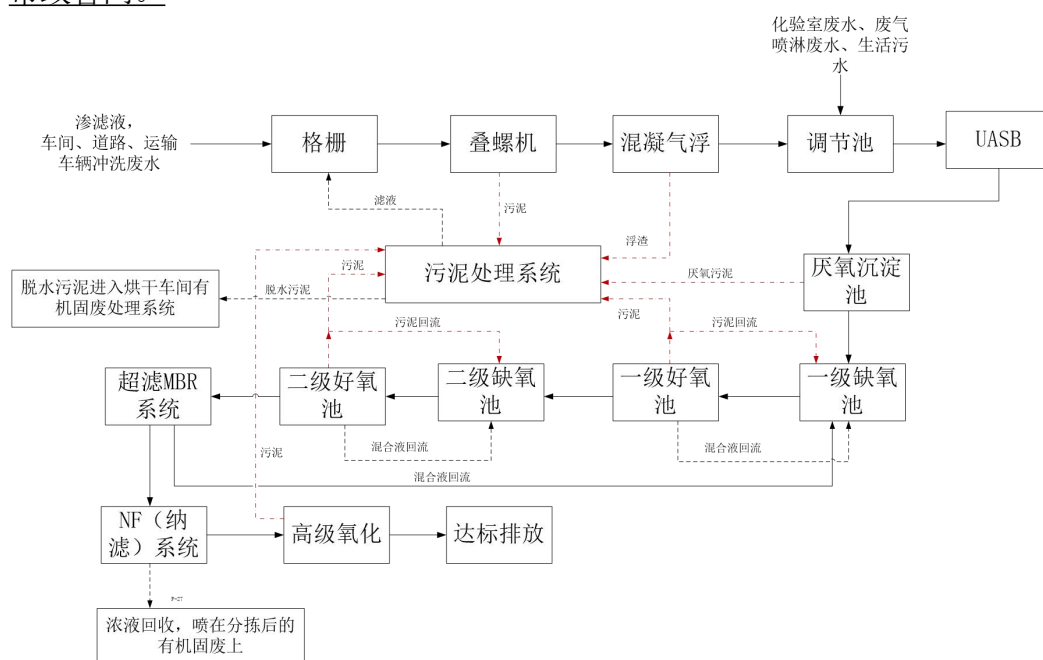 化验室废水、废气
喷淋废水、生活污
水
渗滤液，
车间、道路、运输
车辆冲洗废水
格栅
叠螺机
混凝气浮
调节池
UASB
滤液
污泥
浮渣
污泥
污泥处理系统
厌氧污泥
厌氧沉淀
池
脱水污泥进入烘干车间有
机固废处理系统
脱水污泥
污泥
污泥回流
污泥回流
超滤MBR
系统
二级好氧
池
二级缺氧
池
一级好氧
池
一级缺氧
池
污泥
混合液回流
混合液回流
混合液回流
NF（纳
滤）系统
高级氧化
达标排放
浓液回收，喷在分拣后的
有机固废上